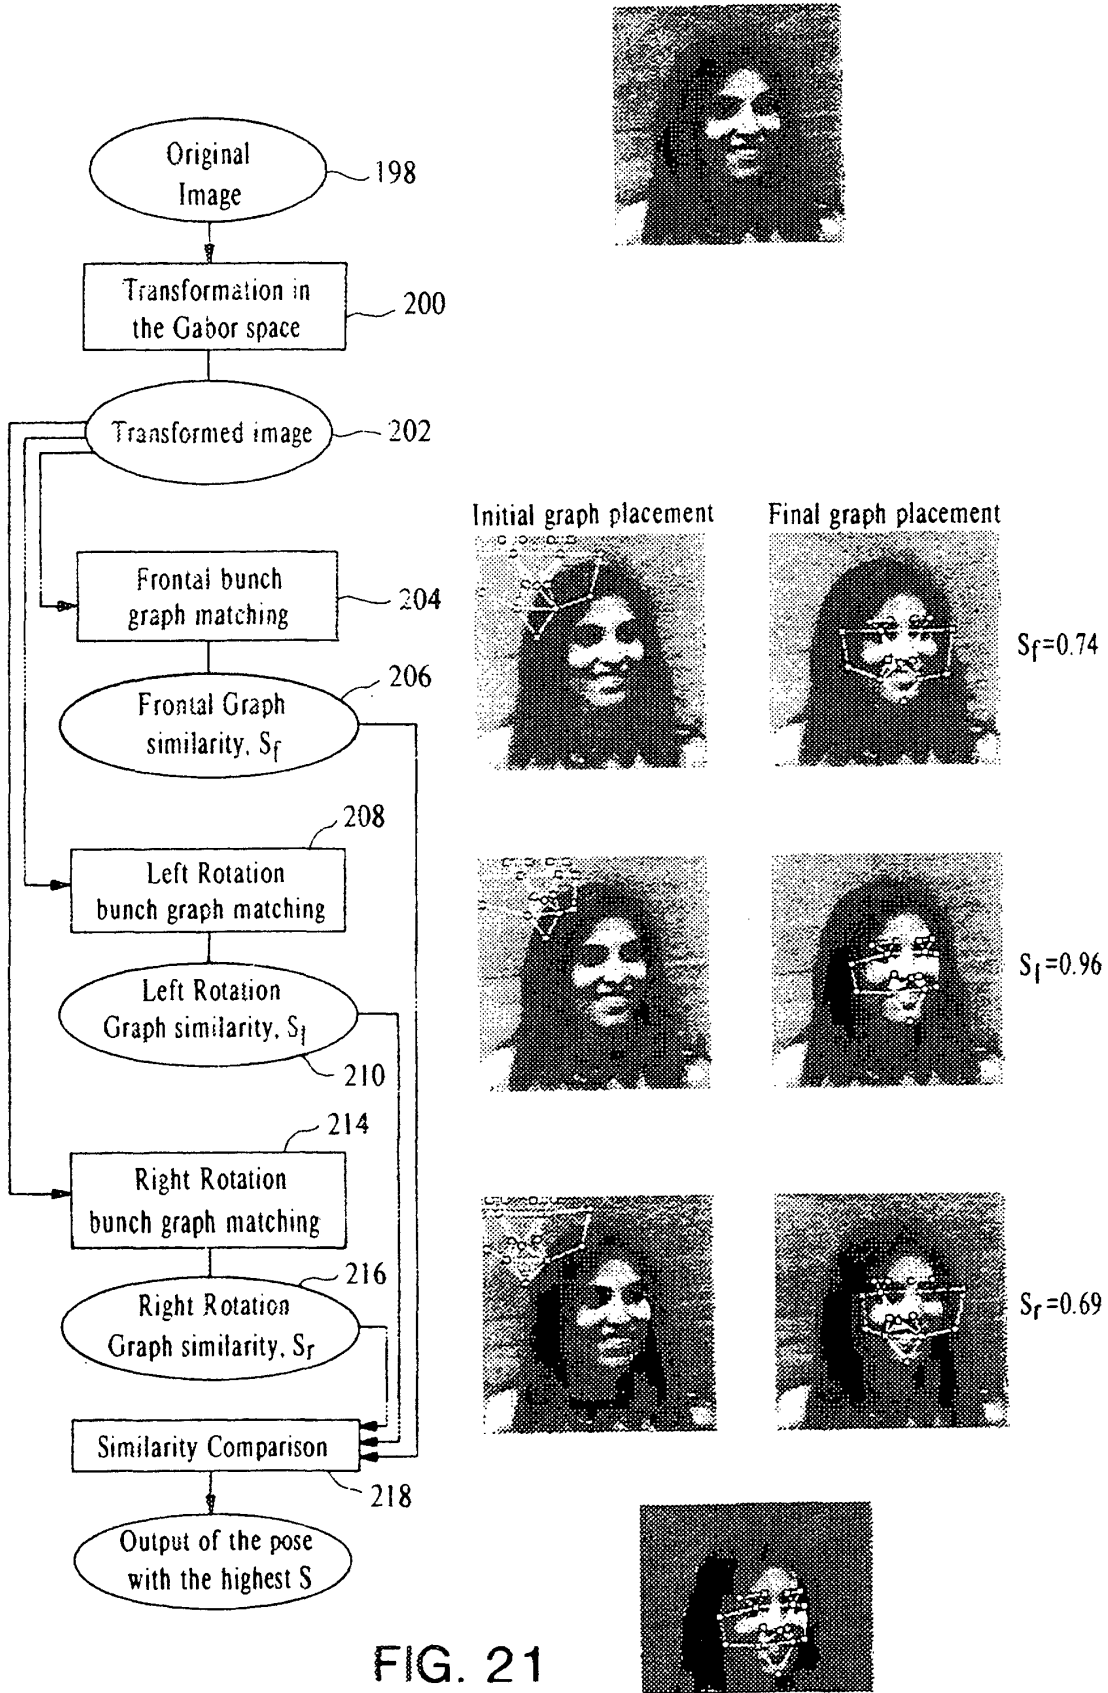 Original
Image
198
Transformation in
the Gabor space
200
Transformed image
202
Initial graph placement
Final graph placement
Frontal bunch
graph matching
204
Sf=0.74
206
Frontal Graph
similarity, Sf
208
Left Rotation
bunch graph matching
Sl=0.96
Left Rotation
Graph similarity, Sl
210
214
Right Rotation
bunch graph matching
216
Right Rotation
Graph similarity, Sr
Sr=0.69
Similarity Comparison
218
Output of the pose
with the highest S
FIG. 21